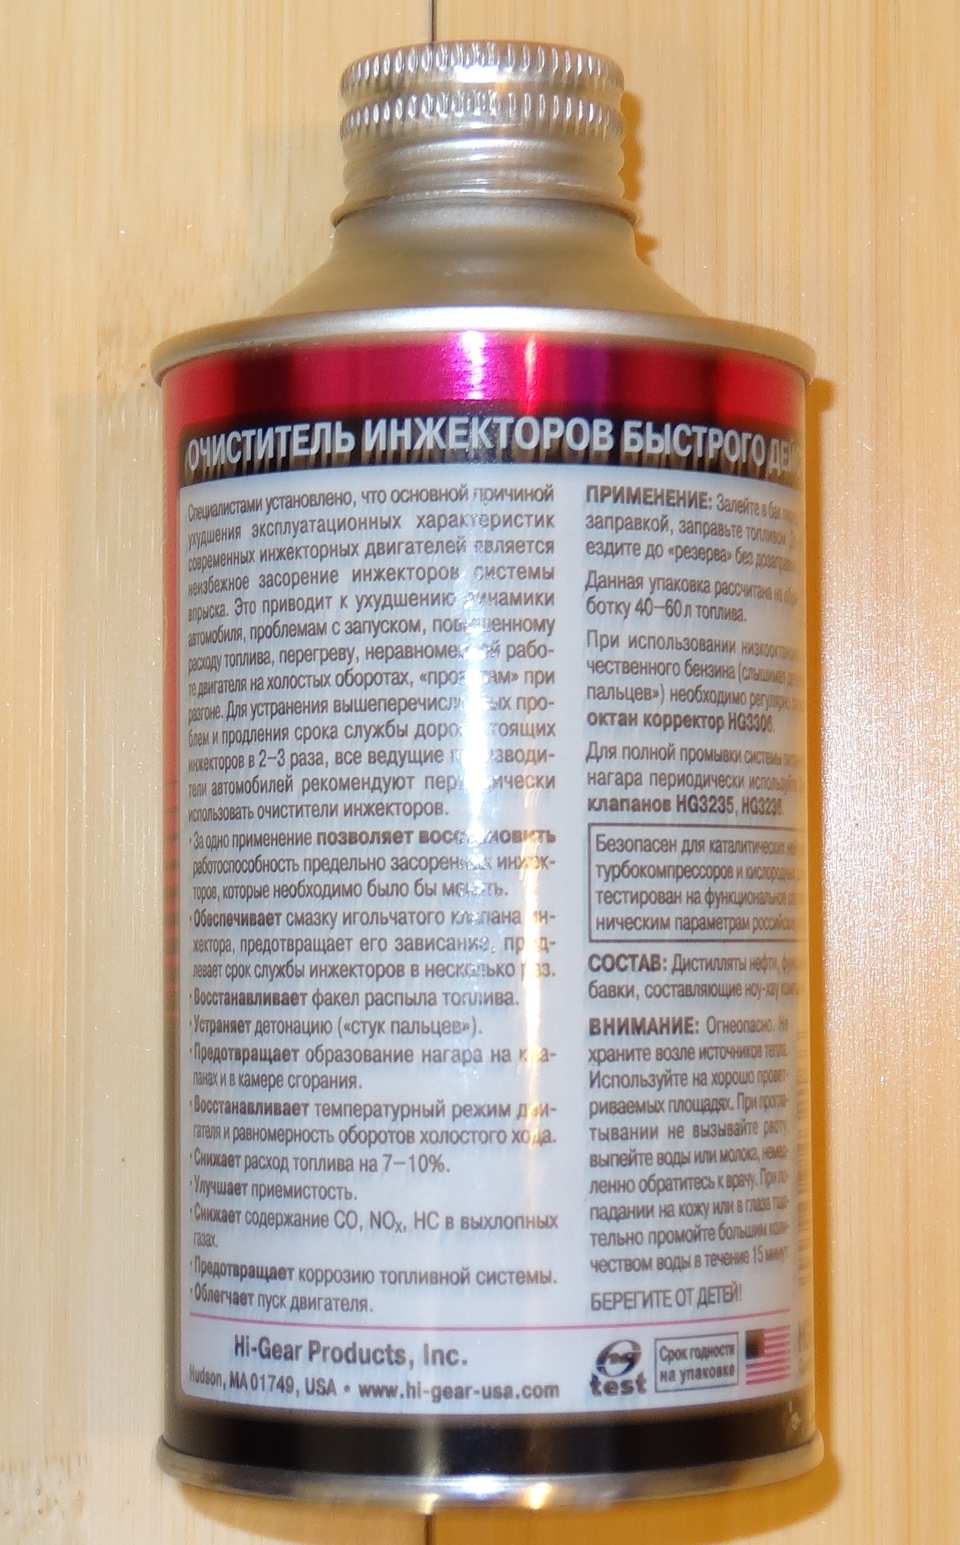 ОЧИСТИТЕЛЬ ИНЖЕКТОРОВ БЫСТРОГО
Специалистами установлено, что основной причиной
ухудшения эксплуатационных характеристик
современных инжекторных двигателей является
неизбежное засорение инжекторов системы
впрыска. Это приводит к ухудшению динамики
автомобиля, проблемам с запуском, повышенному
расходу топлива, перегреву, неравномерной рабо-
те двигателя на холостых оборотах, «провалам» при
разгоне. Для устранения вышеперечисленных про-
блем и продления срока службы дорогостоящих
инжекторов в 2–3 раза, все ведущие производи-
тели автомобилей рекомендуют периодически
использовать очистители инжекторов.
• За одно применение позволяет восстановить
работоспособность предельно засоренных инжек-
торов, которые необходимо было бы менять.
• Обеспечивает смазку игольчатого клапана ин-
жектора, предотвращает его зависание, прод-
левает срок службы инжекторов в несколько раз.
• Восстанавливает факел распыла топлива.
• Устраняет детонацию («стук пальцев»).
• Предотвращает образование нагара на кла-
панах и в камере сгорания.
• Восстанавливает температурный режим дви-
гателя и равномерность оборотов холостого хода.
• Снижает расход топлива на 7–10%.
• Улучшает приемистость.
• Снижает содержание CO, NOₓ, HC в выхлопных
газах.
• Предотвращает коррозию топливной системы.
• Облегчает пуск двигателя.
Hi-Gear Products, Inc.
Hudson, MA 01749, USA • www.hi-gear-usa.com
ПРИМЕНЕНИЕ: Залейте в бак
заправкой, заправьте топливом.
ездите до «резерва» без
Данная упаковка рассчитана на
ботку 40–60 л топлива.
При использовании
чественного бензина (слышимая
пальцев») необходимо
октан корректор HG3306.
Для полной промывки системы
нагара периодически
клапанов HG3235, HG3236.
Безопасен для каталитических
турбокомпрессоров и
тестирован на функциональное
ническим параметрам
СОСТАВ: Дистилляты нефти,
бавки, составляющие ноу-хау
ВНИМАНИЕ: Огнеопасно. Не
храните возле источников тепла.
Используйте на хорошо провет-
риваемых площадях. При прогла-
тывании не вызывайте рвоту,
выпейте воды или молока, немед-
ленно обратитесь к врачу. При по-
падании на кожу или в глаза тща-
тельно промойте большим коли-
чеством воды в течение 15 минут.
БЕРЕГИТЕ ОТ ДЕТЕЙ!
test
Срок годности
на упаковке